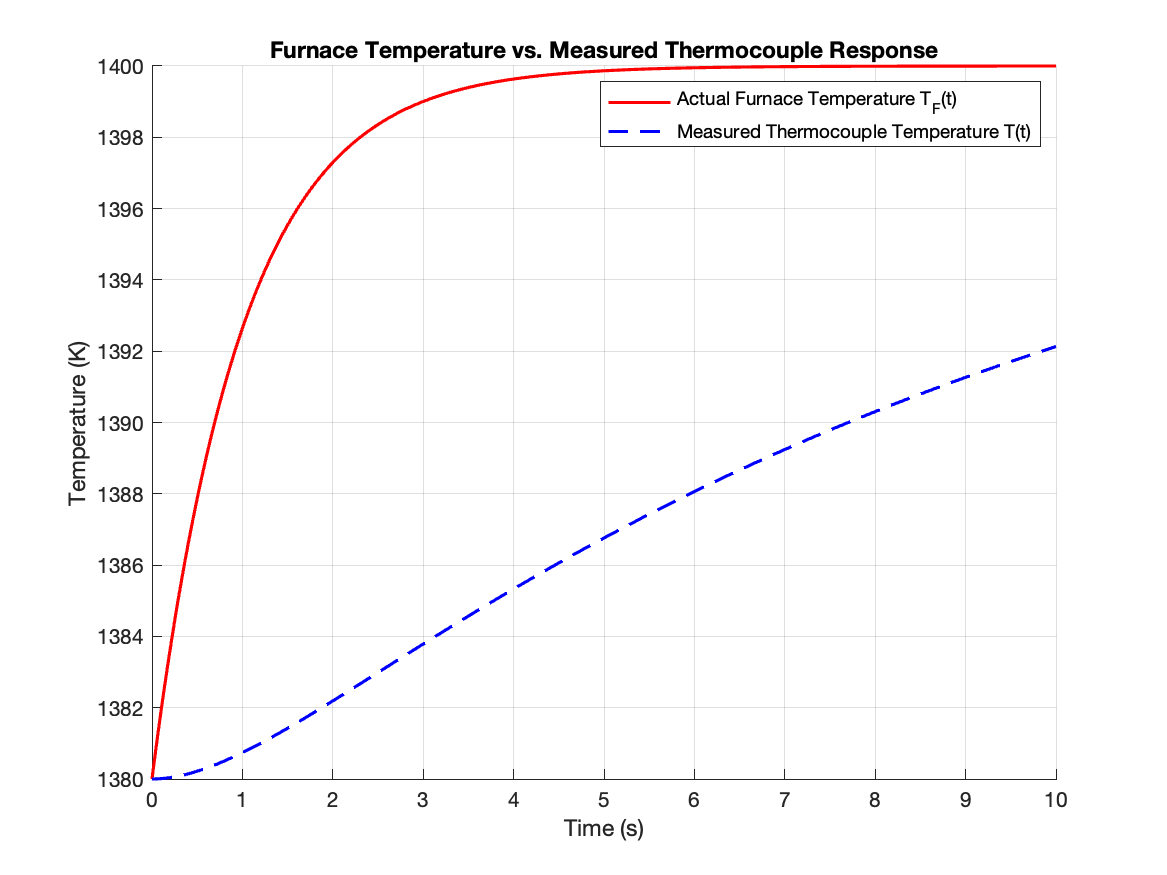 Furnace Temperature vs. Measured Thermocouple Response
Actual Furnace Temperature T_F(t)
Measured Thermocouple Temperature T(t)
Temperature (K)
1400
1398
1396
1394
1392
1390
1388
1386
1384
1382
1380
0 1 2 3 4 5 6 7 8 9 10
Time (s)